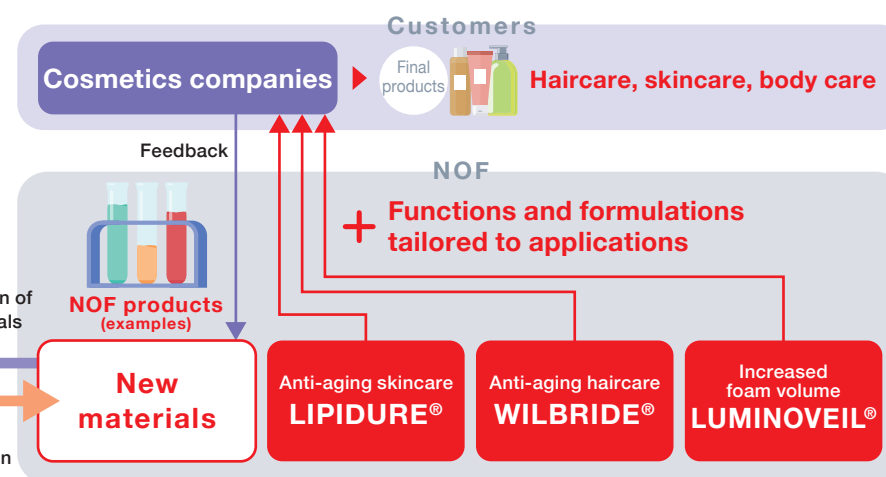 Customers
Cosmetics companies
Final
products
Haircare, skincare, body care
Feedback
NOF
Functions and formulations
tailored to applications
NOF products
(examples)
of
New
materials
Anti-aging skincare
LIPIDURE®
Anti-aging haircare
WILBRIDE®
Increased
foam volume
LUMINOVEIL®